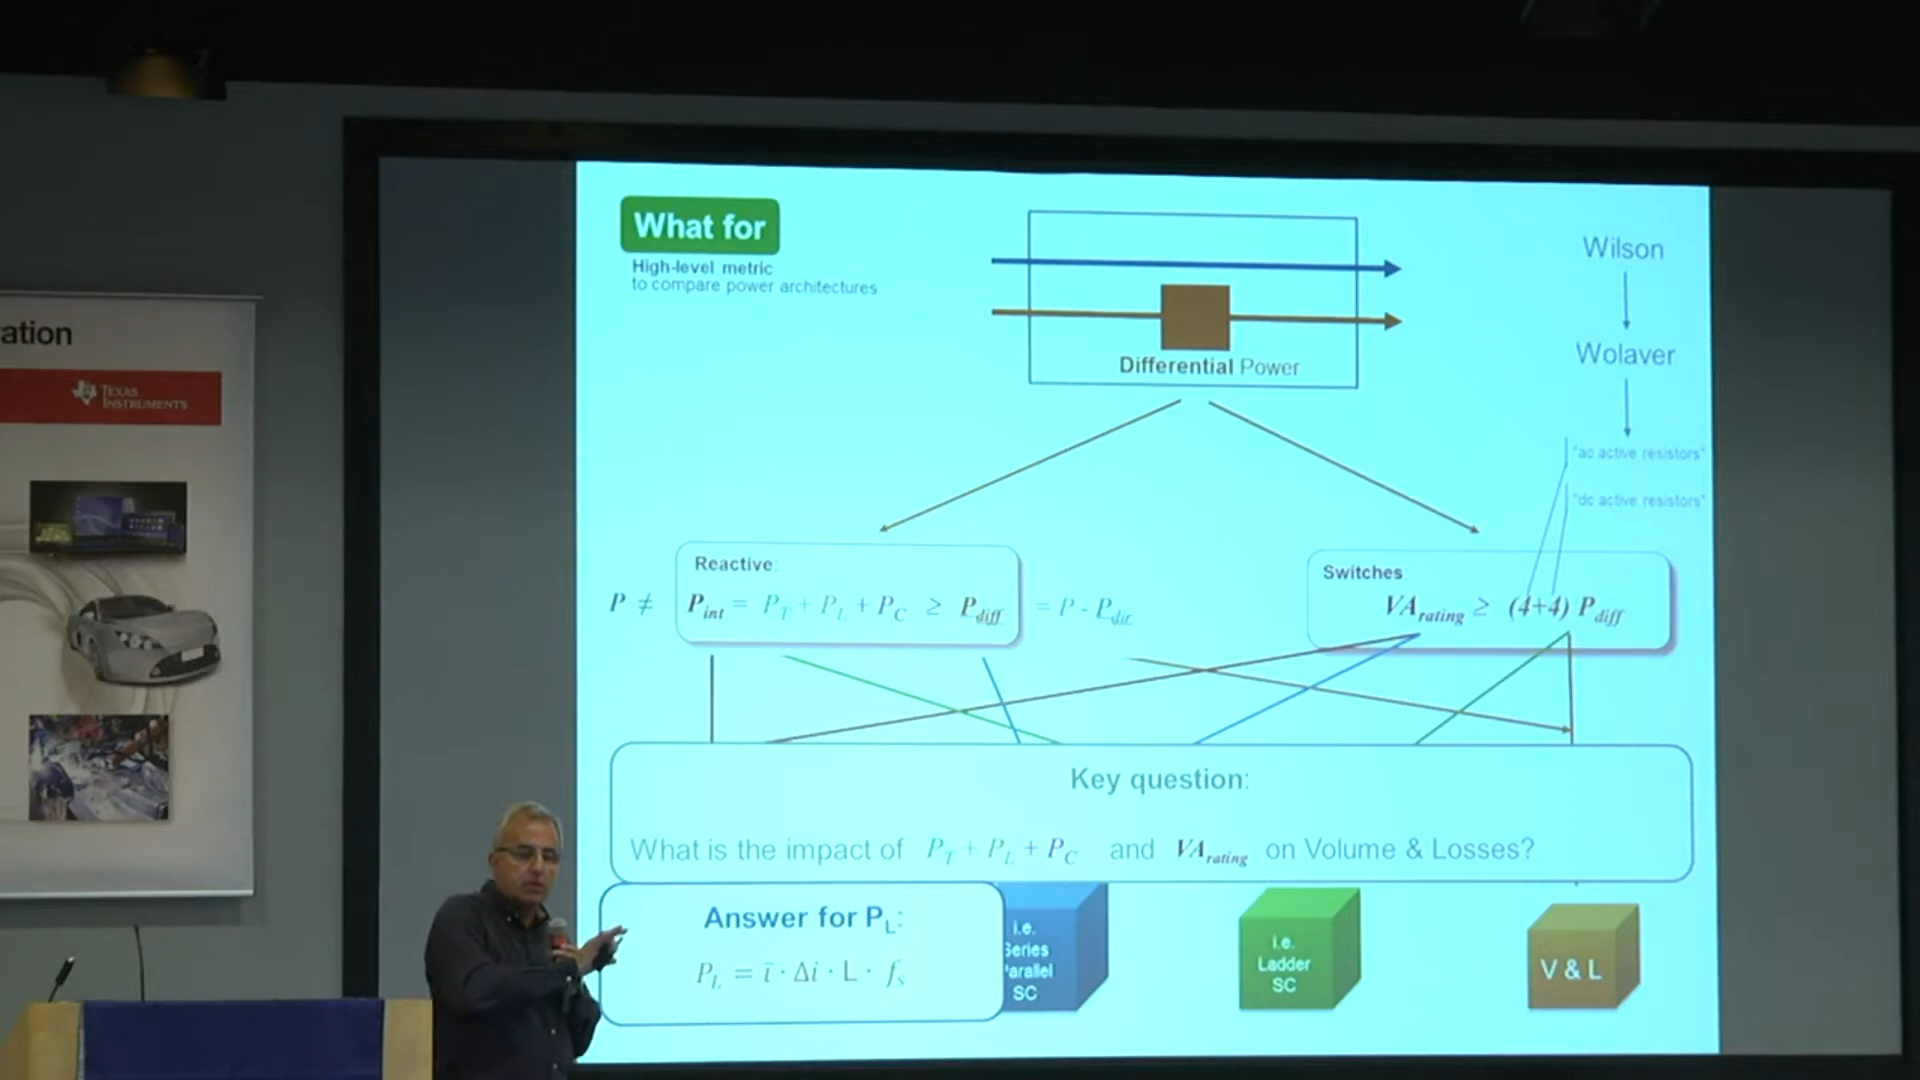 ation
TEXAS
INSTRUMENTS
What for
High-level metric
to compare power architectures
Differential Power
Wilson
Wolaver
"ac active resistors"
"dc active resistors"
Reactive:
P ≠ P_int = P_T + P_L + P_C ≥ P_diff = P - P_dir
Switches:
VA_rating ≥ (4+4) P_diff
Key question:
What is the impact of P_T + P_L + P_C and VA_rating on Volume & Losses?
Answer for P_L:
P_L = ī · Δi · L · f_s
i.e.
Series
Parallel
SC
i.e.
Ladder
SC
V & L